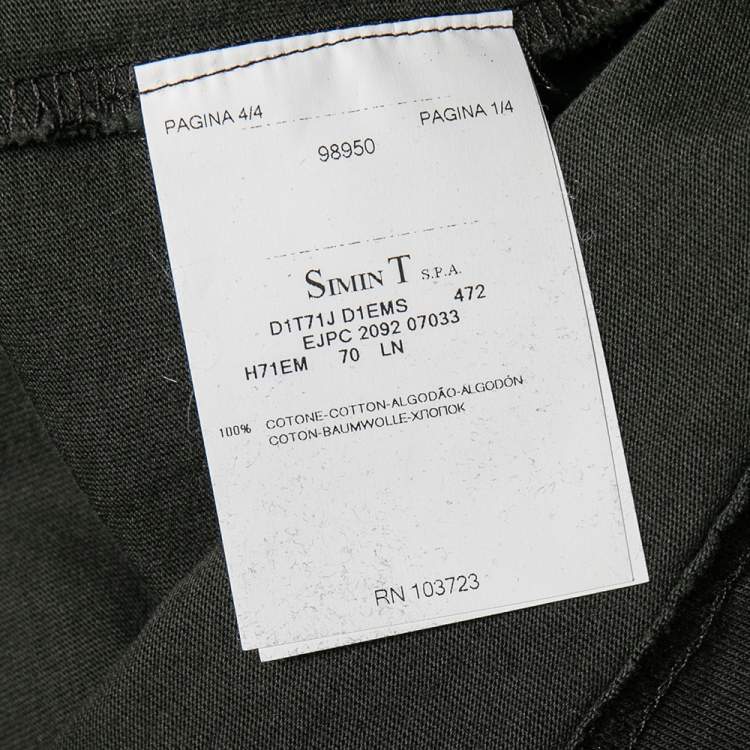 PAGINA 4/4 PAGINA 1/4
98950
SIMIN T S.P.A.
D1T71J D1EMS 472
EJPC 2092 07033
H71EM 70 LN
100% COTONE-COTTON-ALGODÃO-ALGODÓN
COTON-BAUMWOLLE-ХЛОПОК
RN 103723